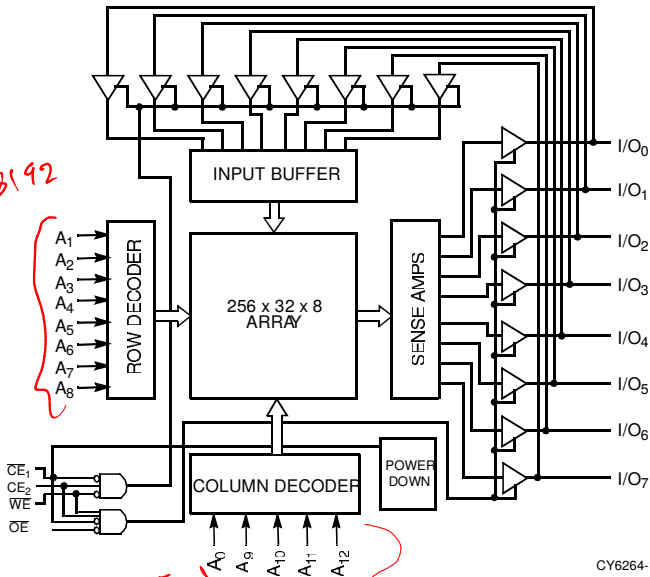 INPUT BUFFER
I/O0
I/O1
8192
A1
A2
A3
A4
A5
A6
A7
A8
ROW DECODER
256 x 32 x 8
ARRAY
SENSE AMPS
I/O2
I/O3
I/O4
I/O5
I/O6
I/O7
CE1
CE2
WE
OE
COLUMN DECODER
POWER
DOWN
A0 A9 A10 A11 A12
CY6264-